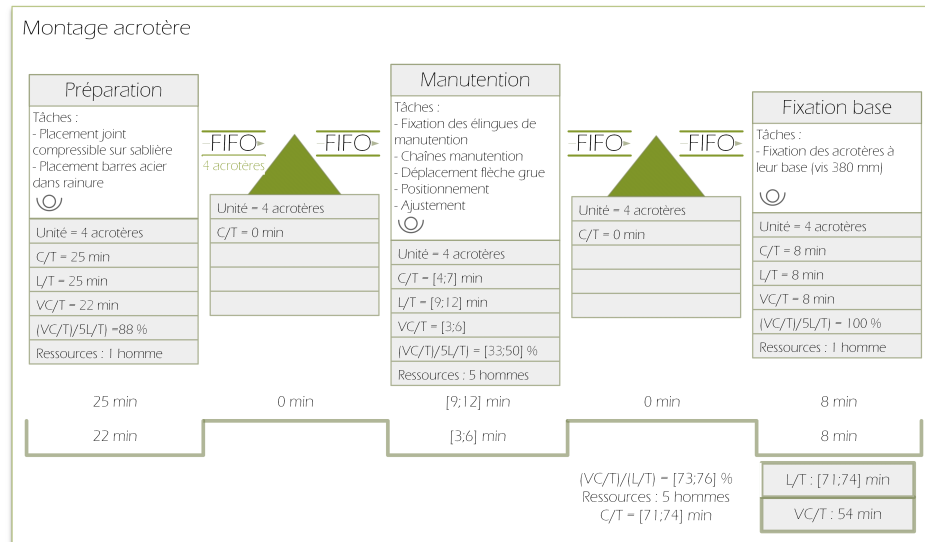 Montage acrotère
Préparation
Tâches :
- Placement joint
compressible sur sablière
- Placement barres acier
dans rainure
Unité = 4 acrotères
C/T = 25 min
L/T = 25 min
VC/T = 22 min
(VC/T)/5L/T) =88 %
Ressources : 1 homme
FIFO
4 acrotères
Unité = 4 acrotères
C/T = 0 min
FIFO
Manutention
Tâches :
- Fixation des élingues de
manutention
- Chaînes manutention
- Déplacement flèche grue
- Positionnement
- Ajustement
Unité = 4 acrotères
C/T = [4;7] min
L/T = [9;12] min
VC/T = [3;6]
(VC/T)/5L/T) = [33;50] %
Ressources : 5 hommes
FIFO
Unité = 4 acrotères
C/T = 0 min
FIFO
Fixation base
Tâches :
- Fixation des acrotères à
leur base (vis 380 mm)
Unité = 4 acrotères
C/T = 8 min
L/T = 8 min
VC/T = 8 min
(VC/T)/5L/T) = 100 %
Ressources : 1 homme
25 min 0 min [9;12] min 0 min 8 min
22 min [3;6] min 8 min
(VC/T)/(L/T) = [73;76] %
Ressources : 5 hommes
C/T = [71;74] min
L/T : [71;74] min
VC/T : 54 min